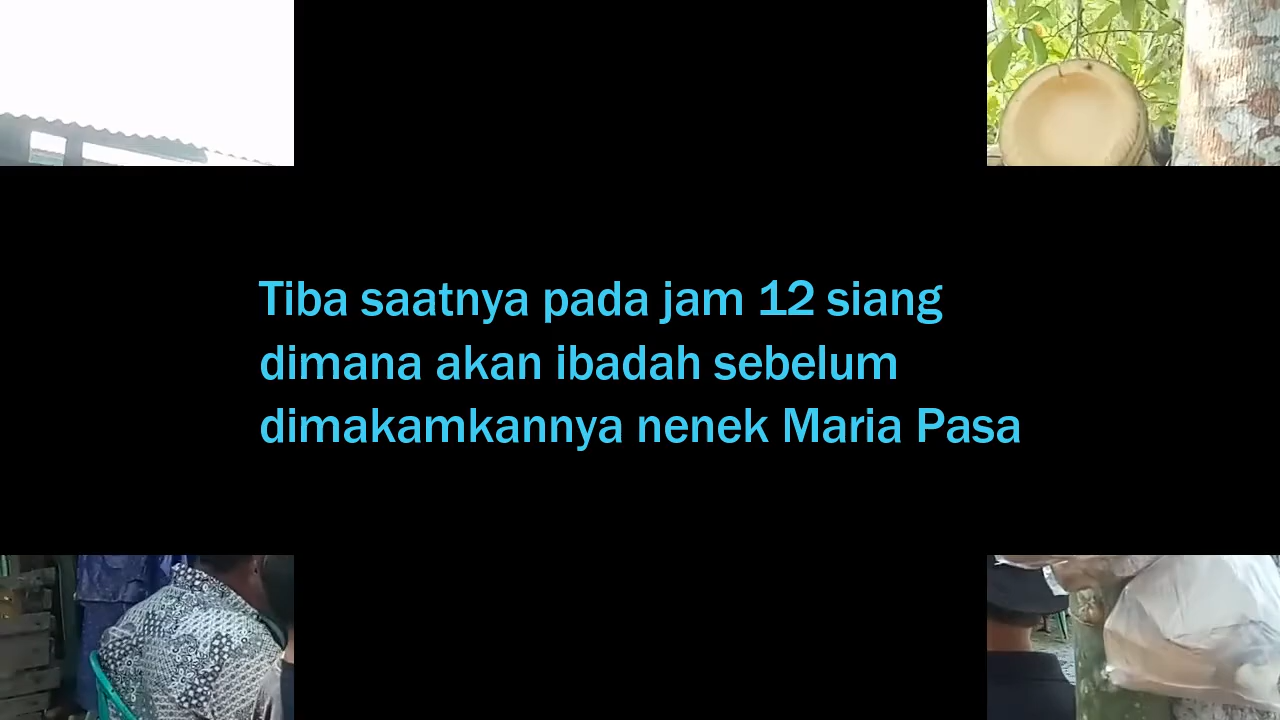 Tiba saatnya pada jam 12 siang
dimana akan ibadah sebelum
dimakamkannya nenek Maria Pasa